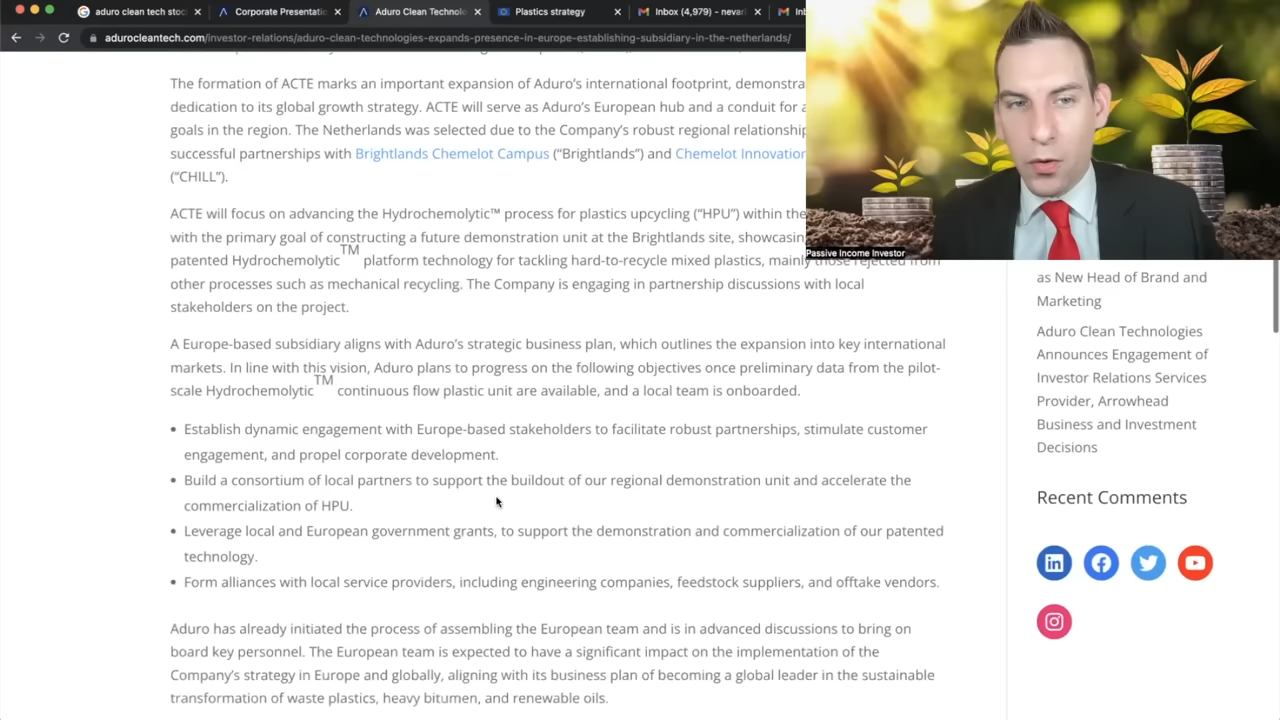 aduro clean tech stoc
Corporate Presentatio
Aduro Clean Technolo
Plastics strategy
Inbox (4,979) - nevari
adurocleantech.com/investor-relations/aduro-clean-technologies-expands-presence-in-europe-establishing-subsidiary-in-the-netherlands/
The formation of ACTE marks an important expansion of Aduro's international footprint, demonstra
dedication to its global growth strategy. ACTE will serve as Aduro's European hub and a conduit for a
goals in the region. The Netherlands was selected due to the Company's robust regional relationship
successful partnerships with Brightlands Chemelot Campus ("Brightlands") and Chemelot Innovation
("CHILL").
ACTE will focus on advancing the Hydrochemolytic™ process for plastics upcycling ("HPU") within the
with the primary goal of constructing a future demonstration unit at the Brightlands site, showcasing
Hydrochemolytic™ platform technology for tackling hard-to-recycle mixed plastics, mainly those rejected from
other processes such as mechanical recycling. The Company is engaging in partnership discussions with local
stakeholders on the project.
A Europe-based subsidiary aligns with Aduro's strategic business plan, which outlines the expansion into key international
markets. In line with this vision, Aduro plans to progress on the following objectives once preliminary data from the pilot-
scale Hydrochemolytic™ continuous flow plastic unit are available, and a local team is onboarded.
• Establish dynamic engagement with Europe-based stakeholders to facilitate robust partnerships, stimulate customer
engagement, and propel corporate development.
• Build a consortium of local partners to support the buildout of our regional demonstration unit and accelerate the
commercialization of HPU.
• Leverage local and European government grants, to support the demonstration and commercialization of our patented
technology.
• Form alliances with local service providers, including engineering companies, feedstock suppliers, and offtake vendors.
Aduro has already initiated the process of assembling the European team and is in advanced discussions to bring on
board key personnel. The European team is expected to have a significant impact on the implementation of the
Company's strategy in Europe and globally, aligning with its business plan of becoming a global leader in the sustainable
transformation of waste plastics, heavy bitumen, and renewable oils.
Passive Income Investor
as New Head of Brand and
Marketing
Aduro Clean Technologies
Announces Engagement of
Investor Relations Services
Provider, Arrowhead
Business and Investment
Decisions
Recent Comments